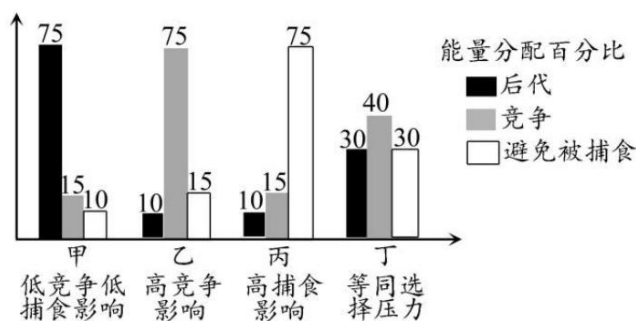 能量分配百分比
后代
竞争
避免被捕食
75 15 10
10 75 15
10 15 75
30 40 30
甲 乙 丙 丁
低竞争低 高竞争 高捕食 等同选
捕食影响 影响 影响 择压力